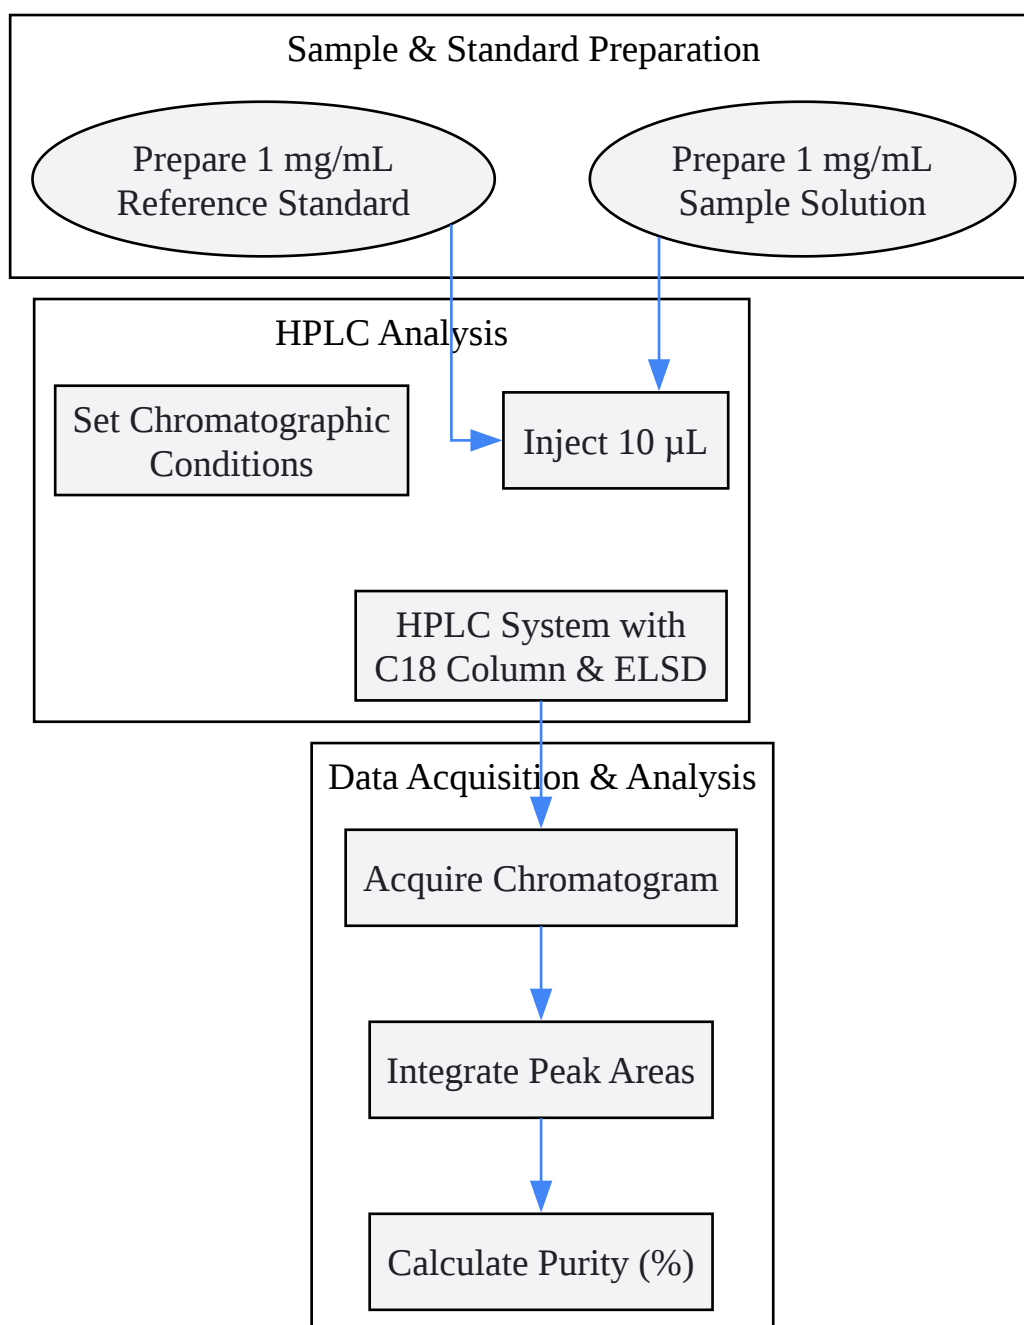 Sample & Standard Preparation
Prepare 1 mg/mL
Reference Standard
Prepare 1 mg/mL
Sample Solution
HPLC Analysis
Set Chromatographic
Conditions
Inject 10 µL
HPLC System with
C18 Column & ELSD
Data Acquisition & Analysis
Acquire Chromatogram
Integrate Peak Areas
Calculate Purity (%)